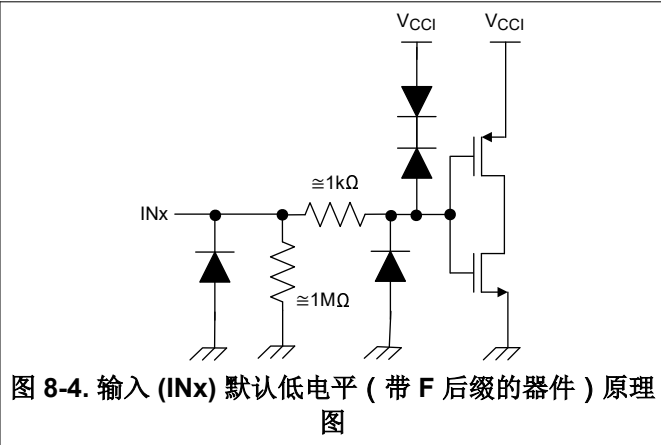 VCCI VCCI
≅1kΩ
INx
≅1MΩ
图 8-4. 输入 (INx) 默认低电平（带 F 后缀的器件）原理
图